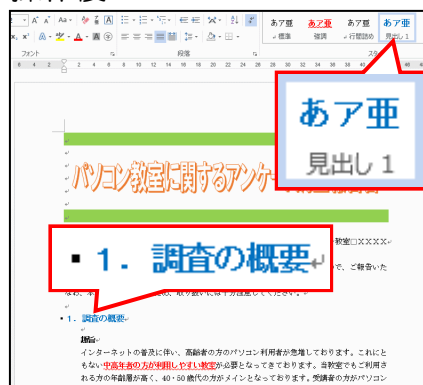 あア亜 あア亜 あア亜 あア亜
標準 強調 行間詰め 見出し 1
フォント 段落 スタ
あア亜
見出し 1
パソコン教室に関するアンケー
教室□XXXX
1. 調査の概要
で、ご報告いた
1. 調査の概要
趣旨
インターネットの普及に伴い、高齢者の方のパソコン利用者が急増しております。これにと
もない中高年者の方が利用しやすい教室が必要となってきております。当教室でもご利用さ
れる方の年齢層が高く、40・50 歳代の方がメインとなっております。受講者の方がパソコン